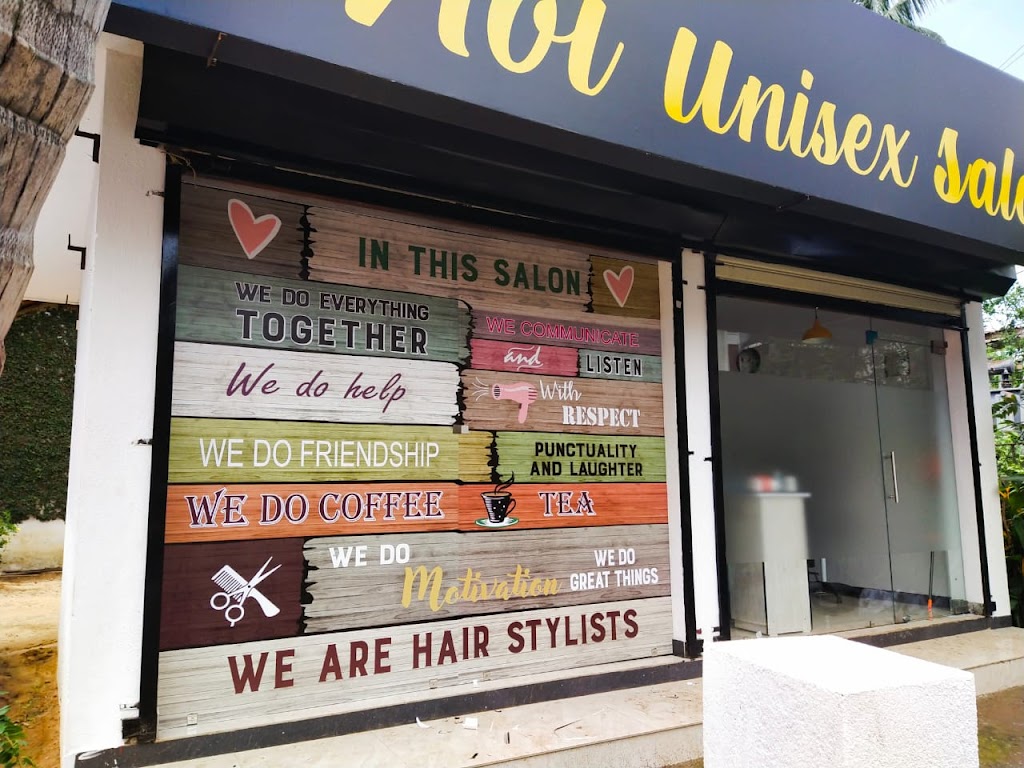 Unisex
IN THIS SALON
WE DO EVERYTHING
TOGETHER
WE COMMUNICATE
and LISTEN
We do help
With
RESPECT
WE DO FRIENDSHIP
PUNCTUALITY
AND LAUGHTER
WE DO COFFEE TEA
WE DO
Motivation
WE DO
GREAT THINGS
WE ARE HAIR STYLISTS